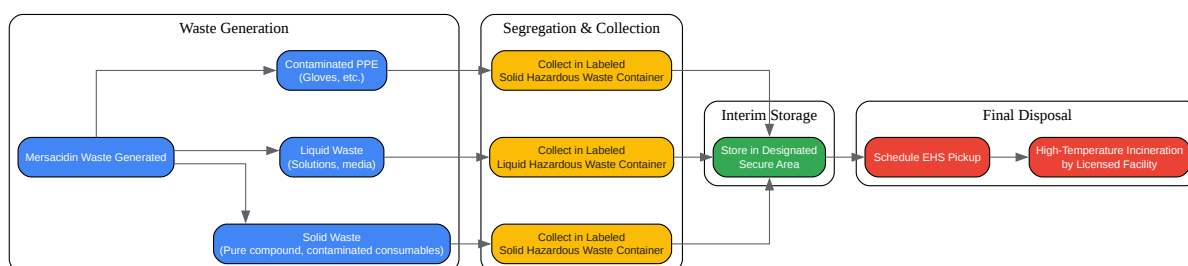 Waste Generation
Segregation & Collection
Contaminated PPE
(Gloves, etc.)
Collect in Labeled
Solid Hazardous Waste Container
Interim Storage
Final Disposal
Mersacidin Waste Generated
Liquid Waste
(Solutions, media)
Collect in Labeled
Liquid Hazardous Waste Container
Store in Designated
Secure Area
Schedule EHS Pickup
High-Temperature Incineration
by Licensed Facility
Solid Waste
(Pure compound, contaminated consumables)
Collect in Labeled
Solid Hazardous Waste Container